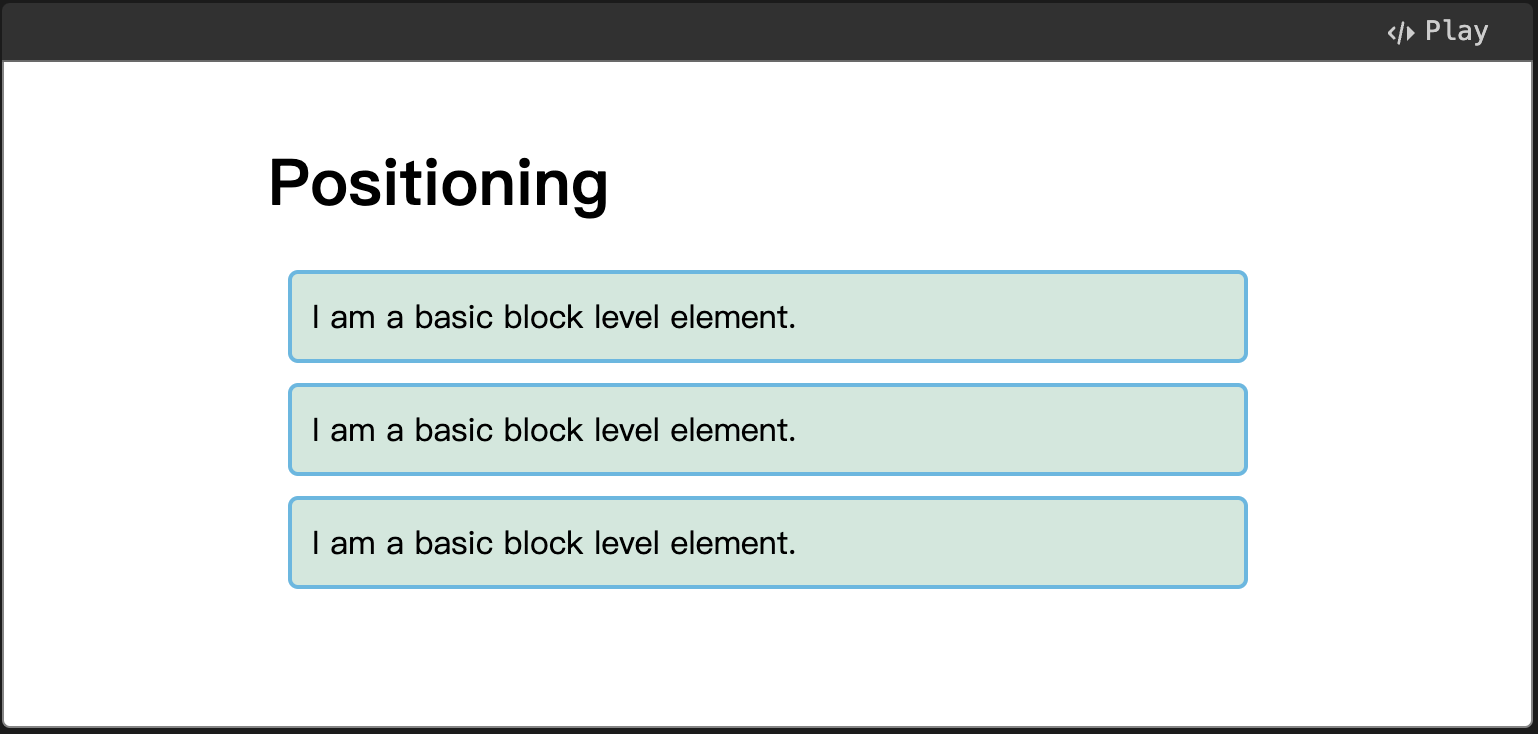 Play
Positioning
I am a basic block level element.
I am a basic block level element.
I am a basic block level element.